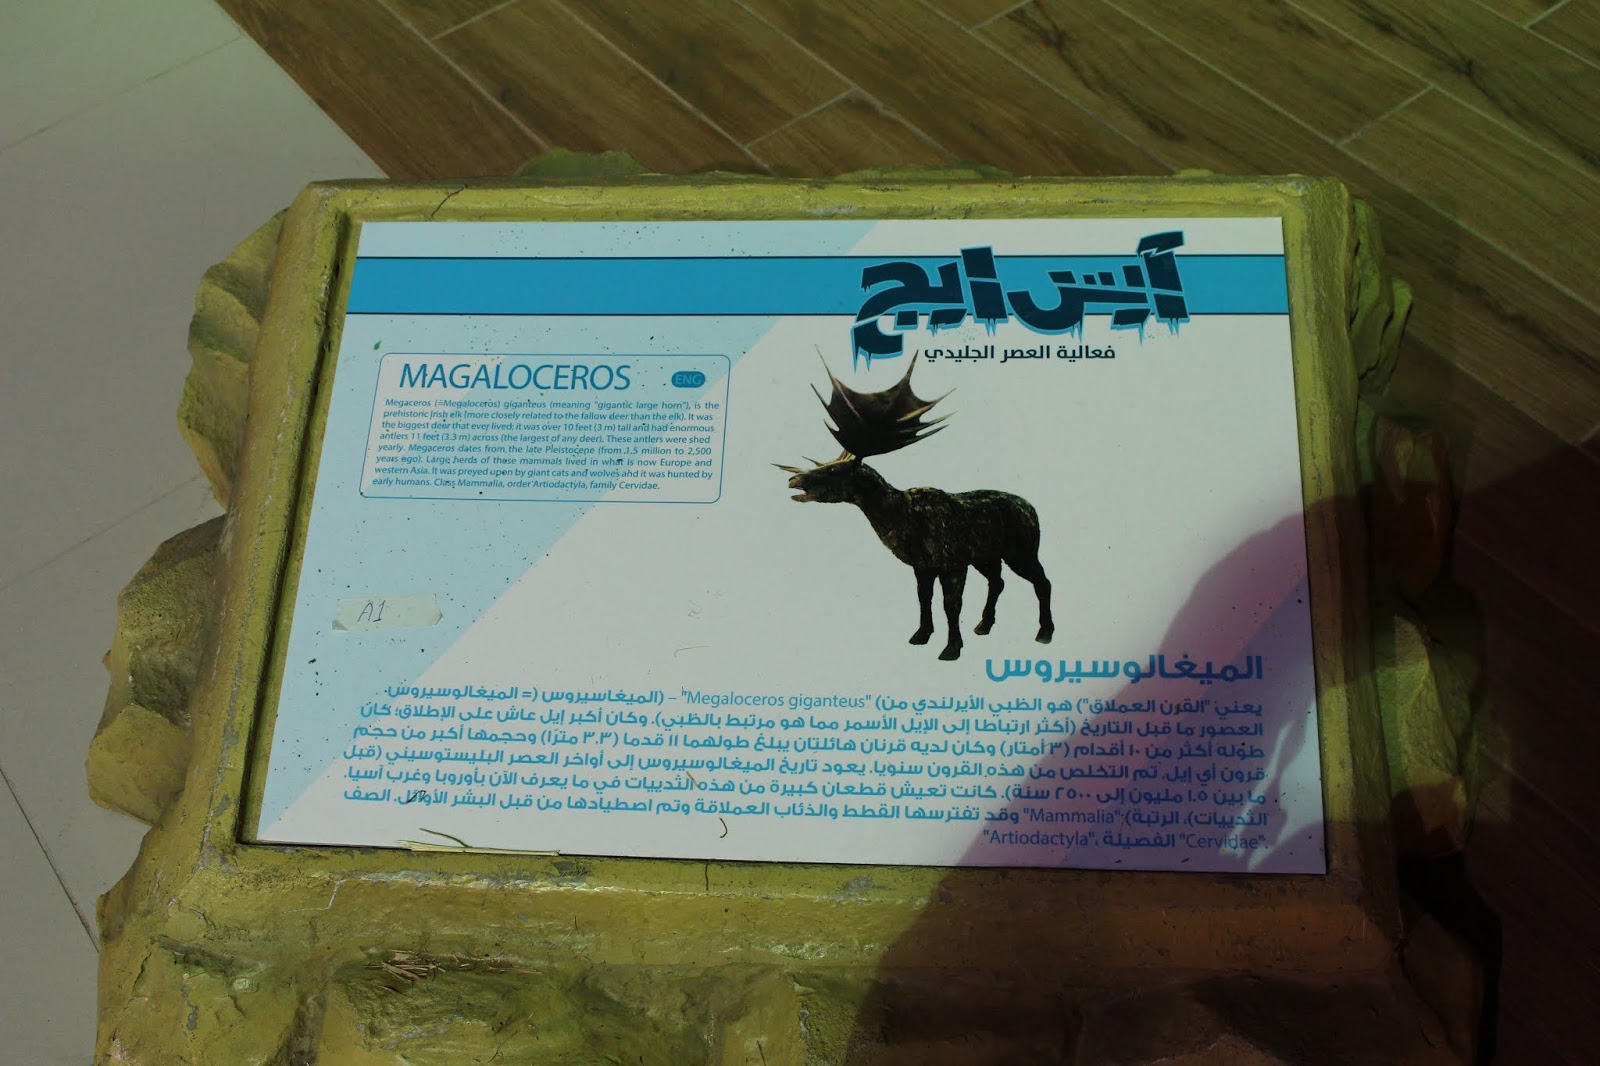 أيس ايج
فعالية العصر الجليدي
MAGALOCEROS ENG
Megaceros (=Megaloceros) giganteus (meaning "gigantic large horn"), is the
prehistoric Irish elk (more closely related to the fallow deer than the elk). It was
the biggest deer that ever lived; it was over 10 feet (3 m) tall and had enormous
antlers 11 feet (3.3 m) across (the largest of any deer). These antlers were shed
yearly. Megaceros dates from the late Pleistocene (from 1.5 million to 2,500
years ago). Large herds of these mammals lived in what is now Europe and
western Asia. It was preyed upon by giant cats and wolves and it was hunted by
early humans. Class Mammalia, order Artiodactyla, family Cervidae.
A1
الميغالوسيروس
يعني "القرن العملاق") هو الظبي الأيرلندي من) "Megaloceros giganteus" – (الميغاسيروس (= الميغالوسيروس.
العصور ما قبل التاريخ (أكثر ارتباطا إلى الإيل الأسمر مما هو مرتبط بالظبي). وكان أكبر إيل عاش على الإطلاق؛ كان
طوله أكثر من ١٠ أقدام (٣ أمتار) وكان لديه قرنان هائلتان يبلغ طولهما ١١ قدما (٣.٣ مترًا) وحجمها أكبر من حجم
قرون أي إيل. تم التخلص من هذه القرون سنويا. يعود تاريخ الميغالوسيروس إلى أواخر العصر البليستوسيني (قبل
ما بين ١.٥ مليون إلى ٢٥٠٠ سنة). كانت تعيش قطعان كبيرة من هذه الثدييات في ما يعرف الآن بأوروبا وغرب آسيا.
الثدييات)، الرتبة) "Mammalia" وقد تفترسها القطط والذئاب العملاقة وتم اصطيادها من قبل البشر الأوائل. الصف
"Artiodactyla"، الفصيلة "Cervidae".